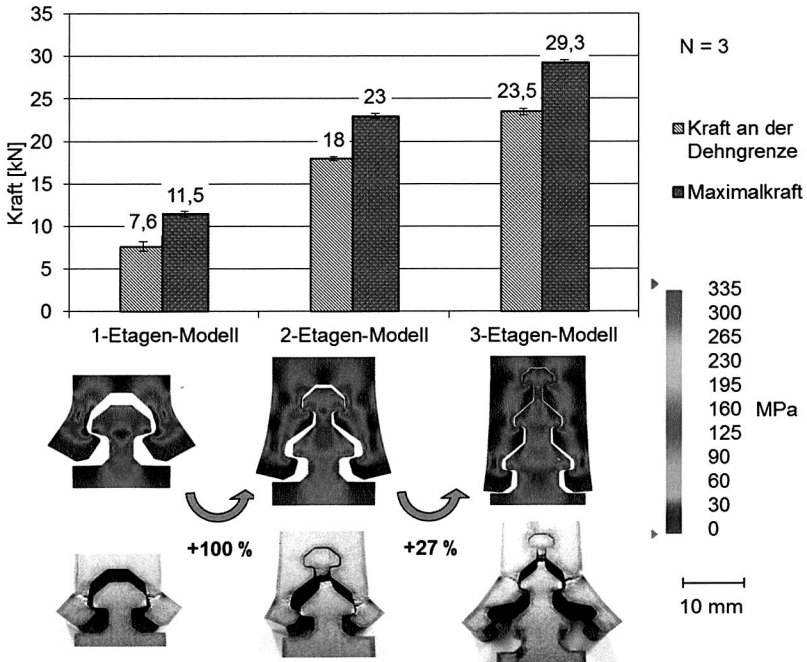 35
30
25
20
15
10
5
0
Kraft [kN]
7,6
11,5
18
23
23,5
29,3
1-Etagen-Modell
2-Etagen-Modell
3-Etagen-Modell
N = 3
Kraft an der
Dehngrenze
Maximalkraft
335
300
265
230
195
160
125
90
60
30
0
MPa
+100 %
+27 %
10 mm